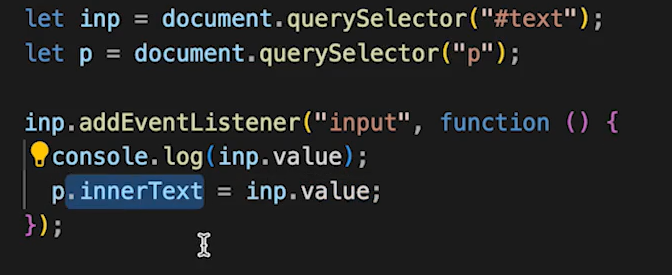 let inp = document.querySelector("#text");
let p = document.querySelector("p");
inp.addEventListener("input", function () {
console.log(inp.value);
p.innerText = inp.value;
});